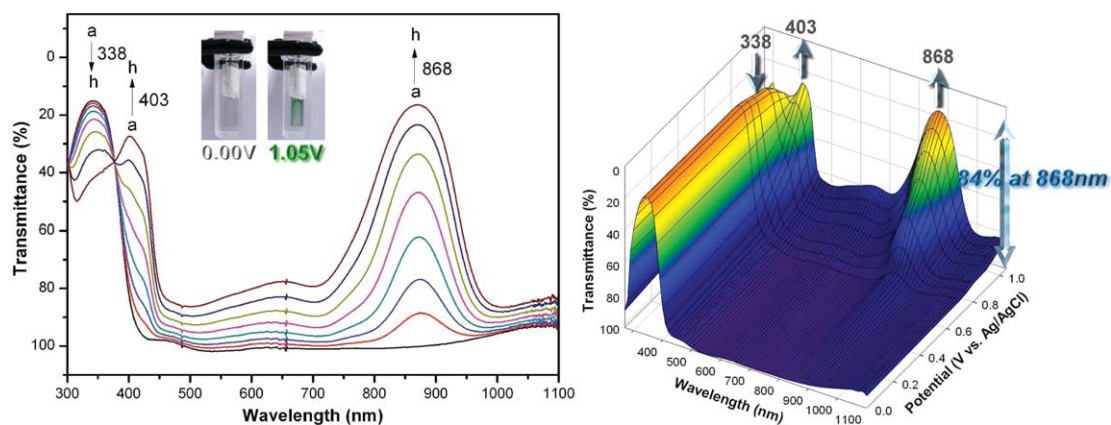 a
338
h
h
403
a
h
868
a
0.00V
1.05V
0
20
40
60
80
100
Transmittance (%)
300 400 500 600 700 800 900 1000 1100
Wavelength (nm)
338
403
868
84% at 868nm
0
20
40
60
80
100
Transmittance (%)
400 500 600 700 800 900 1000 1100
Wavelength (nm)
0.0 0.2 0.4 0.6 0.8 1.0
Potential (V vs. Ag/AgCl)